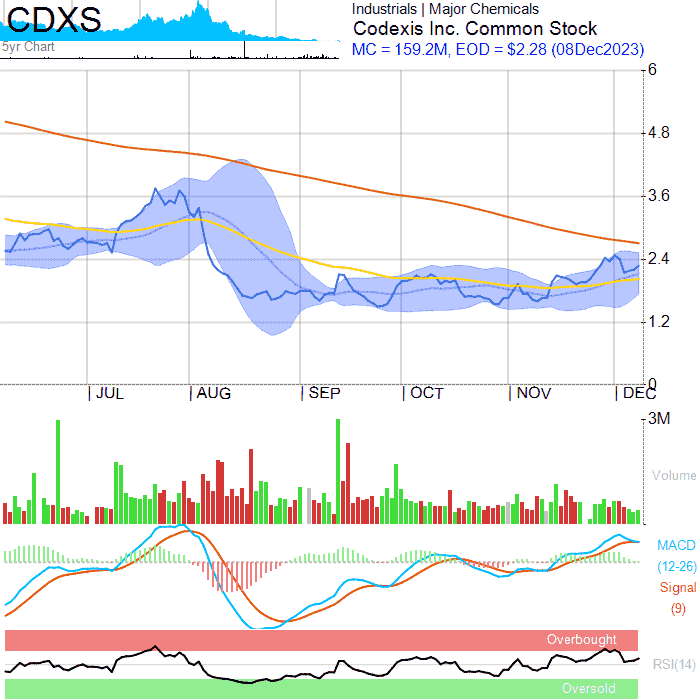 CDXS
5yr Chart
Industrials | Major Chemicals
Codexis Inc. Common Stock
MC = 159.2M, EOD = $2.28 (08Dec2023)
6
4.8
3.6
2.4
1.2
0
JUL AUG SEP OCT NOV DEC
3M
Volume
MACD
(12-26)
Signal
(9)
Overbought
RSI(14)
Oversold